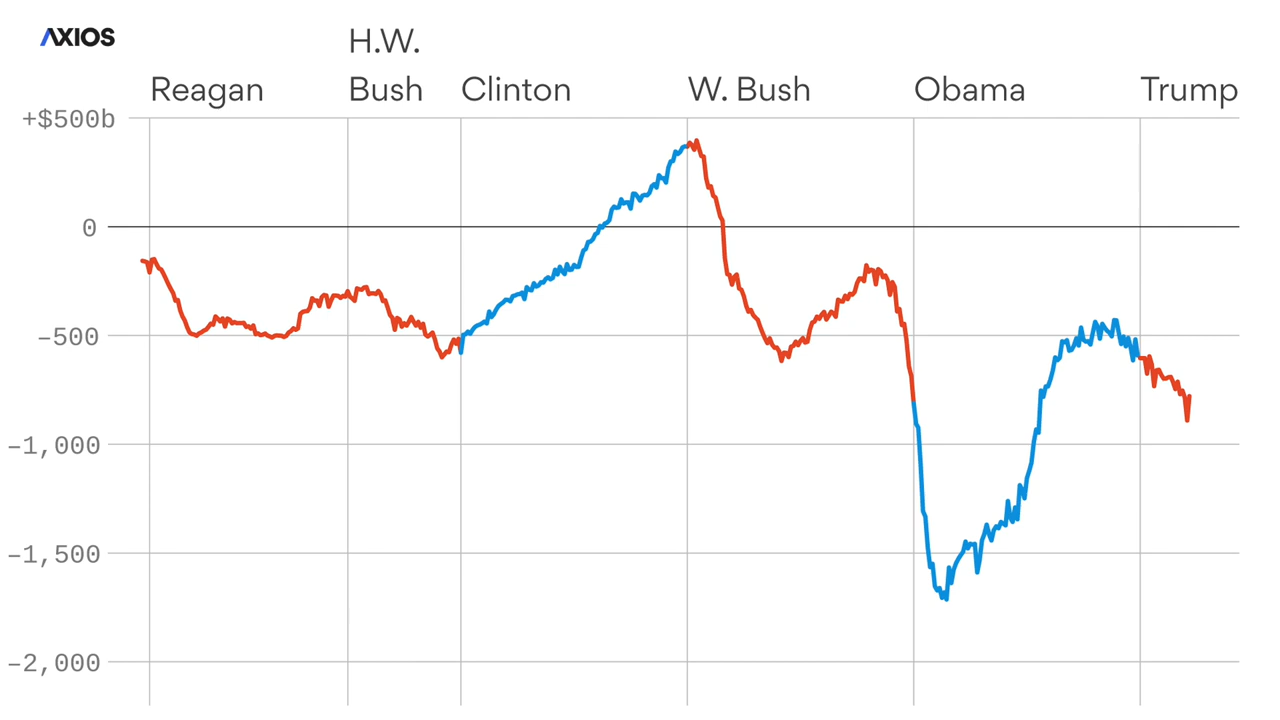 AXIOS
H.W.
Reagan Bush Clinton W. Bush Obama Trump
+$500b
0
−500
−1,000
−1,500
−2,000